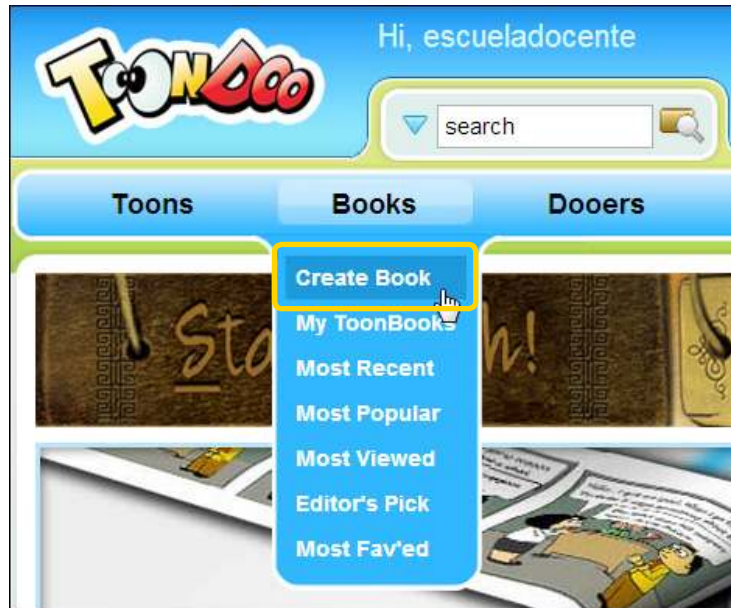 TOONDOO
Hi, escueladocente
search
Toons Books Dooers
Create Book
My ToonBooks
Most Recent
Most Popular
Most Viewed
Editor's Pick
Most Fav'ed